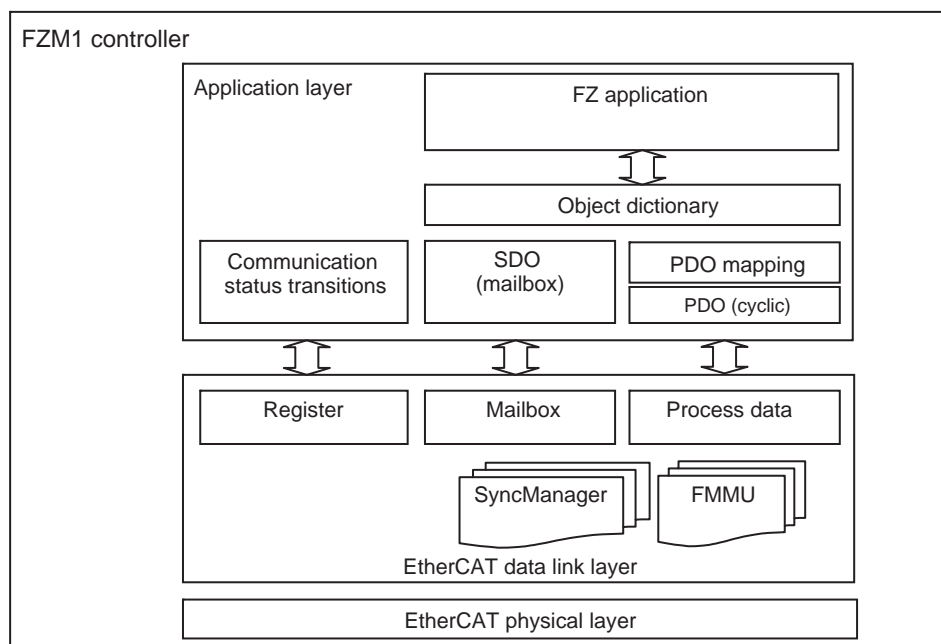 FZM1 controller
Application layer
FZ application
Object dictionary
Communication
status transitions
SDO
(mailbox)
PDO mapping
PDO (cyclic)
Register
Mailbox
Process data
SyncManager
FMMU
EtherCAT data link layer
EtherCAT physical layer